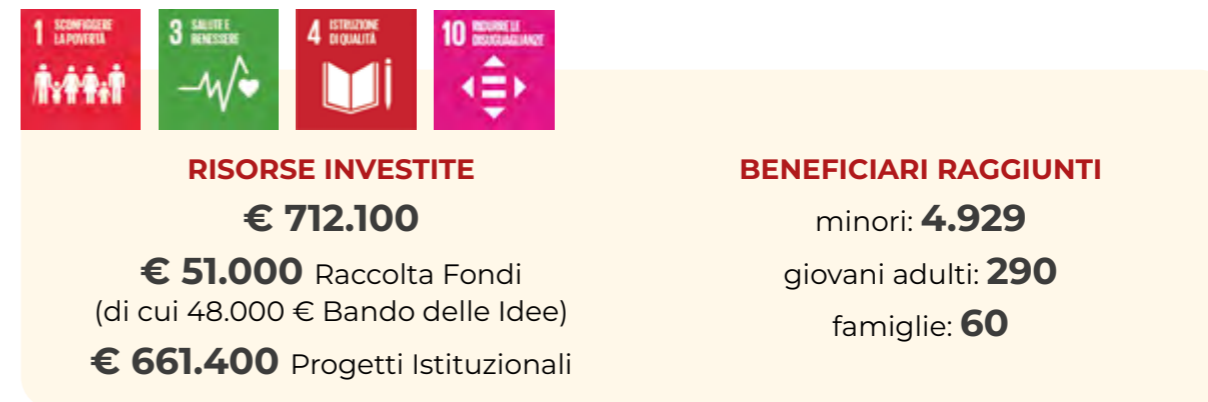 1 SCONFIGGERE
LA POVERTÀ
3 SALUTE E
BENESSERE
4 ISTRUZIONE
DI QUALITÀ
10 RIDURRE LE
DISUGUAGLIANZE
RISORSE INVESTITE
€ 712.100
€ 51.000 Raccolta Fondi
(di cui 48.000 € Bando delle Idee)
€ 661.400 Progetti Istituzionali
BENEFICIARI RAGGIUNTI
minori: 4.929
giovani adulti: 290
famiglie: 60